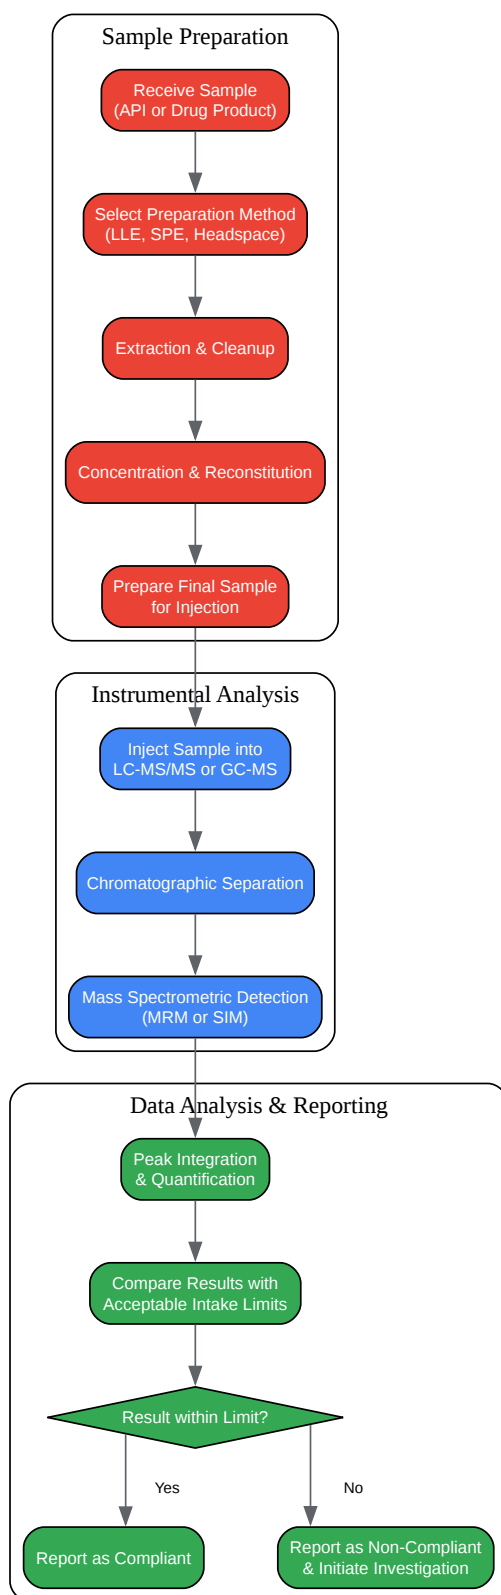 Sample Preparation
Receive Sample
(API or Drug Product)
Select Preparation Method
(LLE, SPE, Headspace)
Extraction & Cleanup
Concentration & Reconstitution
Prepare Final Sample
for Injection
Instrumental Analysis
Inject Sample into
LC-MS/MS or GC-MS
Chromatographic Separation
Mass Spectrometric Detection
(MRM or SIM)
Data Analysis & Reporting
Peak Integration
& Quantification
Compare Results with
Acceptable Intake Limits
Result within Limit?
Yes
No
Report as Compliant
Report as Non-Compliant
& Initiate Investigation